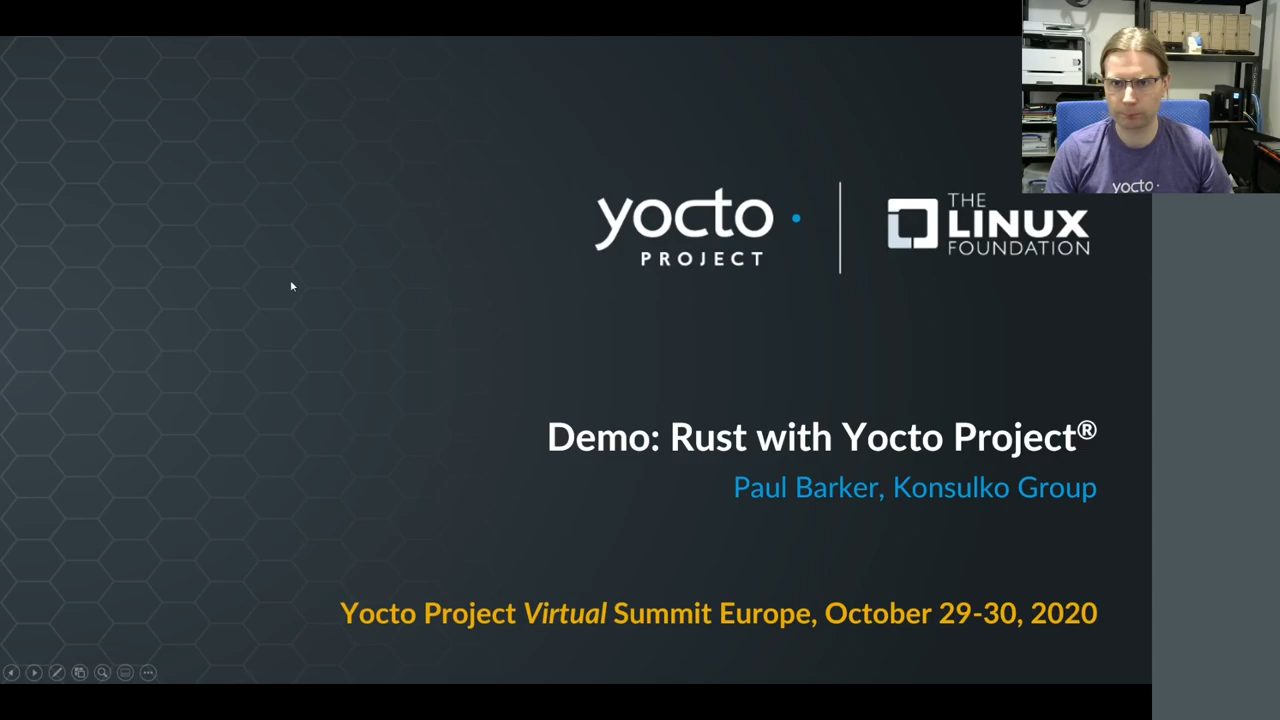 yocto
yocto
PROJECT
THE
LINUX
FOUNDATION
Demo: Rust with Yocto Project®
Paul Barker, Konsulko Group
Yocto Project Virtual Summit Europe, October 29-30, 2020